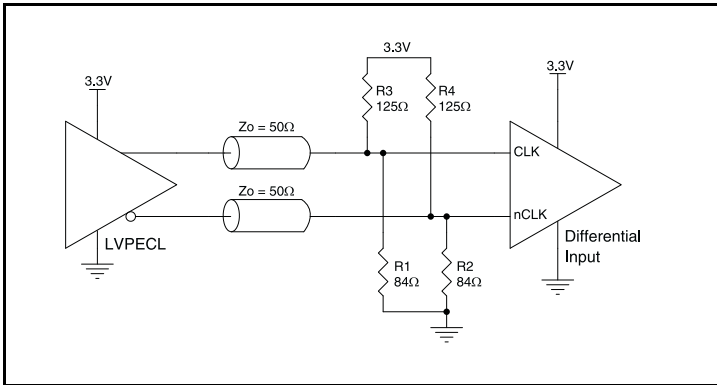 3.3V
3.3V
3.3V
R3
125Ω
R4
125Ω
Zo = 50Ω
CLK
Zo = 50Ω
nCLK
LVPECL
Differential
Input
R1
84Ω
R2
84Ω